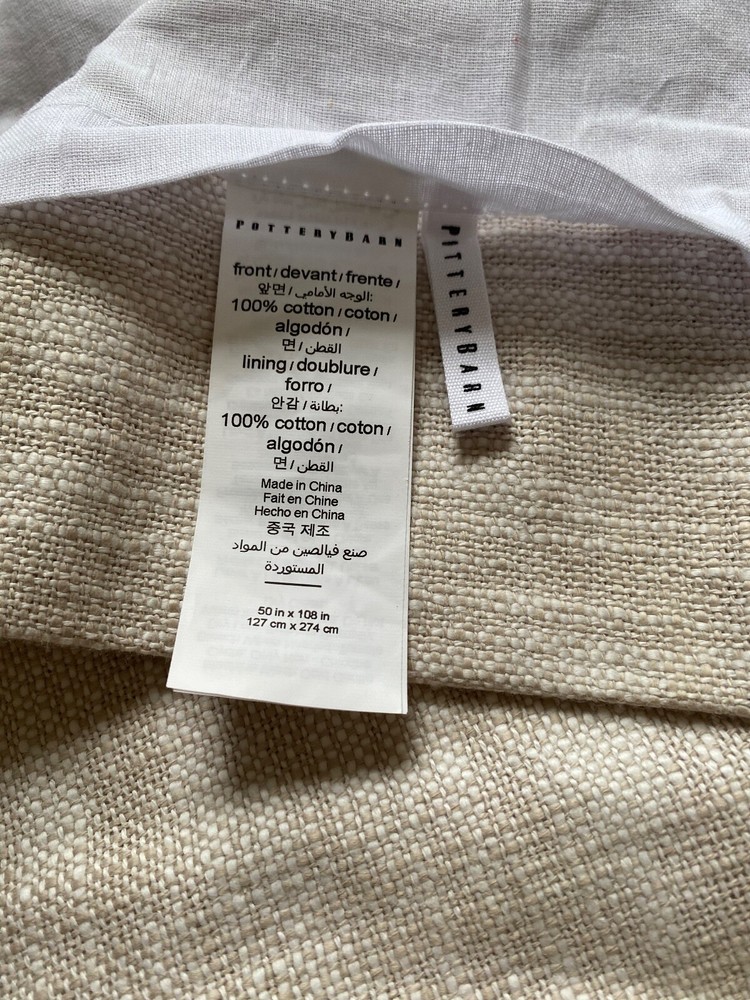 POTTERYBARN
front / devant / frente /
앞면 / الوجه الأمامي:
100% cotton / coton /
algodón /
면 / القطن
lining / doublure /
forro /
안감 / بطانة:
100% cotton / coton /
algodón /
면 / القطن
Made in China
Fait en Chine
Hecho en China
중국 제조
صنع فيالصين من المواد
المستوردة
50 in x 108 in
127 cm x 274 cm
PITTERYBARN